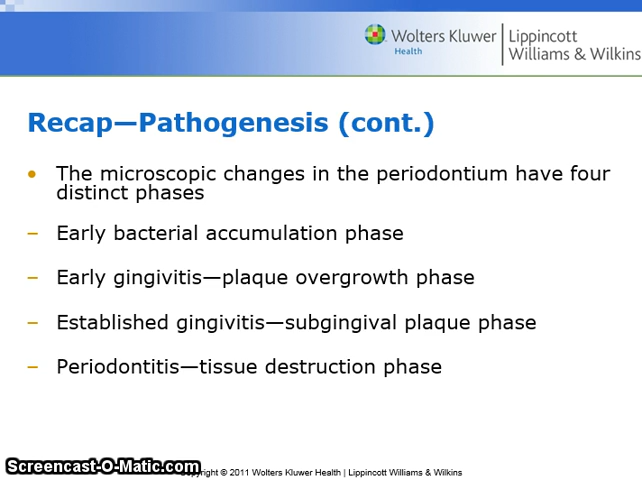 Wolters Kluwer
Health
Lippincott
Williams & Wilkins
Recap—Pathogenesis (cont.)
• The microscopic changes in the periodontium have four
distinct phases
– Early bacterial accumulation phase
– Early gingivitis—plaque overgrowth phase
– Established gingivitis—subgingival plaque phase
– Periodontitis—tissue destruction phase
Screencast-O-Matic.com
pyright © 2011 Wolters Kluwer Health | Lippincott Williams & Wilkins